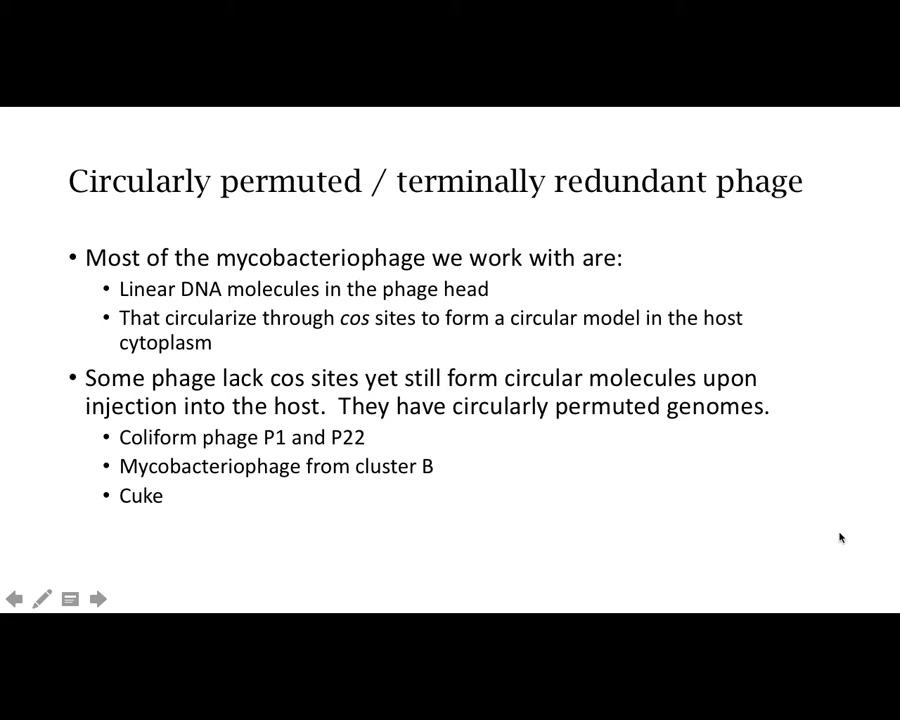 Circularly permuted / terminally redundant phage
• Most of the mycobacteriophage we work with are:
• Linear DNA molecules in the phage head
• That circularize through cos sites to form a circular model in the host
cytoplasm
• Some phage lack cos sites yet still form circular molecules upon
injection into the host.  They have circularly permuted genomes.
• Coliform phage P1 and P22
• Mycobacteriophage from cluster B
• Cuke